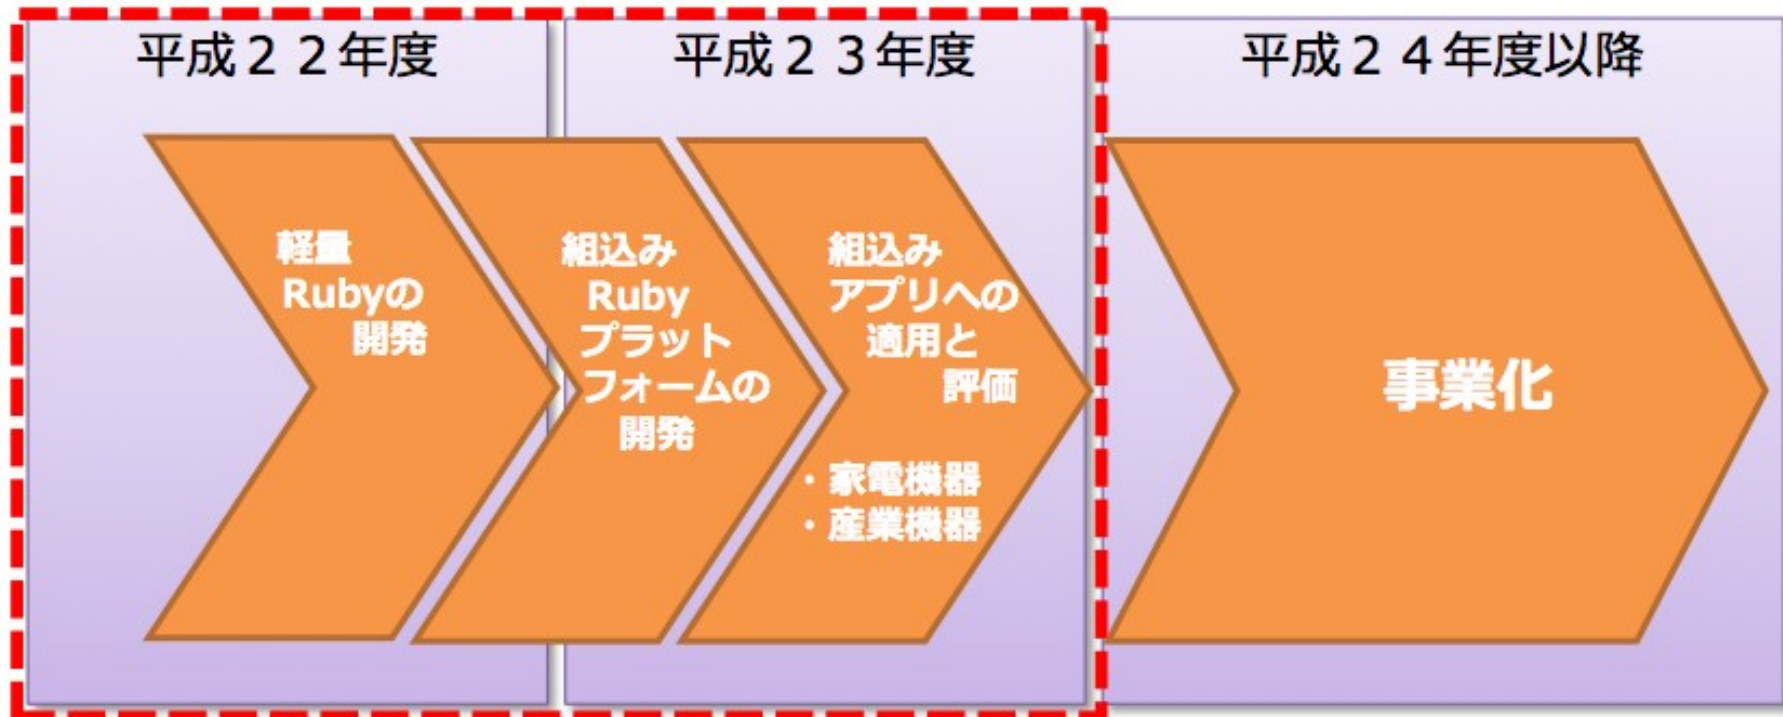 平成２２年度
平成２３年度
平成２４年度以降
軽量
Rubyの
開発
組込み
Ruby
プラット
フォームの
開発
組込み
アプリへの
適用と
評価
・家電機器
・産業機器
事業化